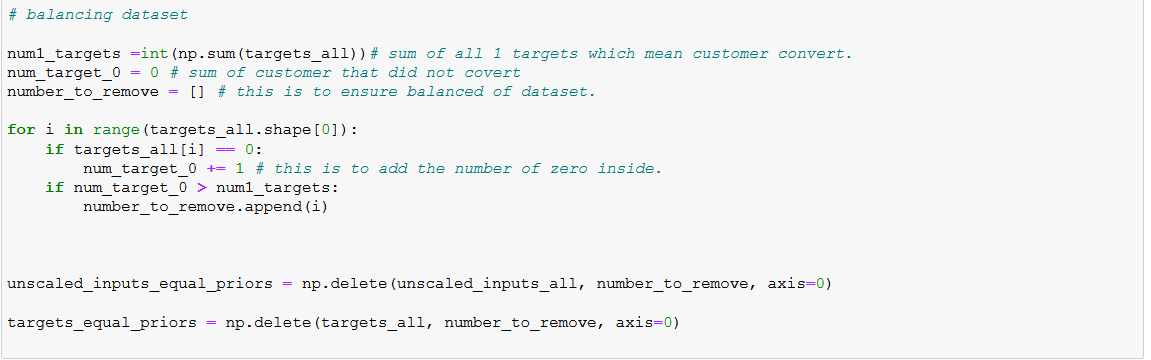 # balancing dataset
num1_targets =int(np.sum(targets_all))# sum of all 1 targets which mean customer convert.
num_target_0 = 0 # sum of customer that did not covert
number_to_remove = [] # this is to ensure balanced of dataset.
for i in range(targets_all.shape[0]):
    if targets_all[i] == 0:
        num_target_0 += 1 # this is to add the number of zero inside.
    if num_target_0 > num1_targets:
        number_to_remove.append(i)
unscaled_inputs_equal_priors = np.delete(unscaled_inputs_all, number_to_remove, axis=0)
targets_equal_priors = np.delete(targets_all, number_to_remove, axis=0)